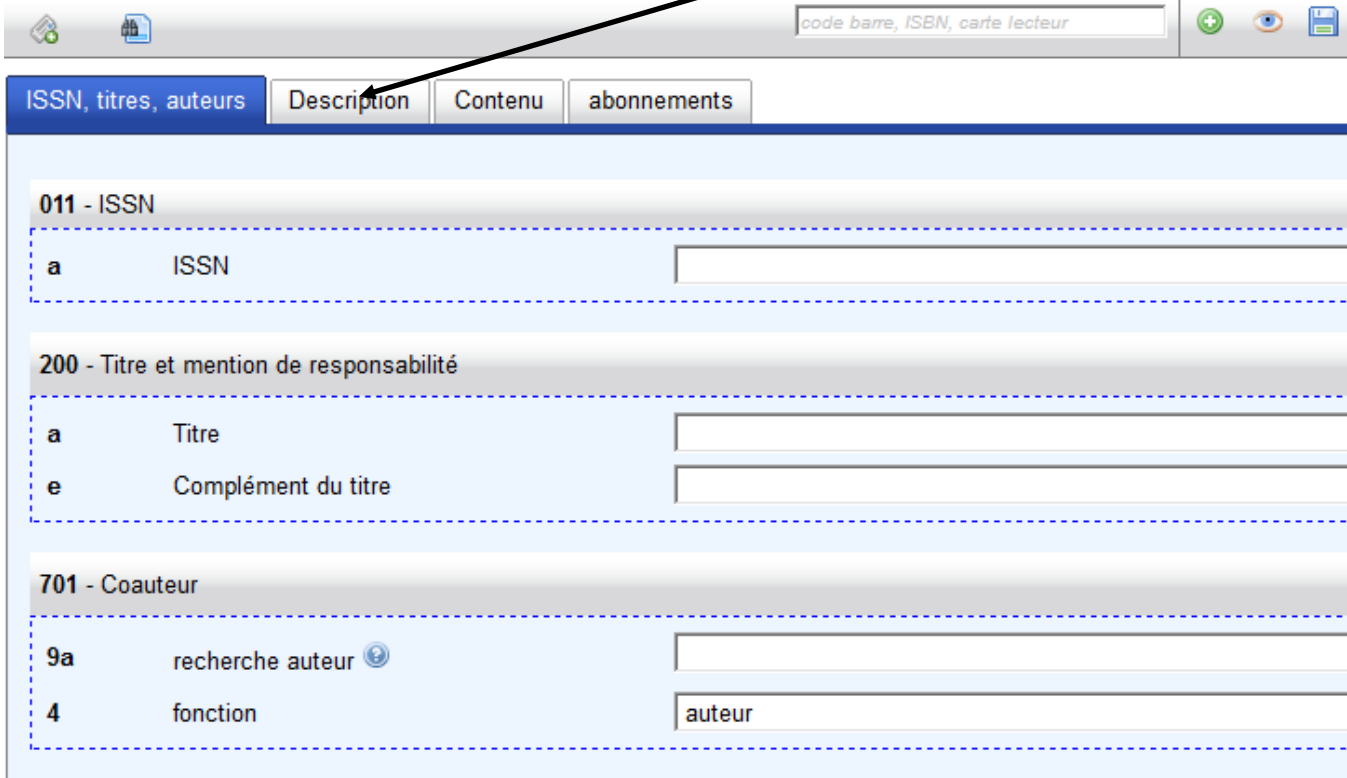 code barre, ISBN, carte lecteur
ISSN, titres, auteurs Description Contenu abonnements
011 - ISSN
a ISSN
200 - Titre et mention de responsabilité
a Titre
e Complément du titre
701 - Coauteur
9a recherche auteur ?
4 fonction auteur